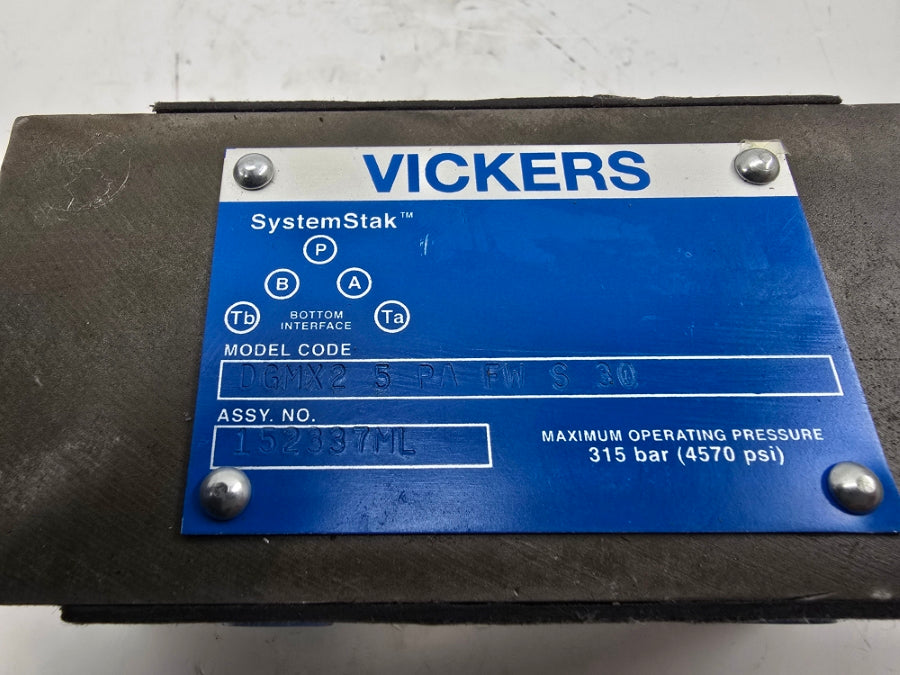 VICKERS
SystemStak™
P
B A
Tb BOTTOM INTERFACE Ta
MODEL CODE
DGMX2 5 PA FW S 30
ASSY. NO.
152337ML
MAXIMUM OPERATING PRESSURE
315 bar (4570 psi)